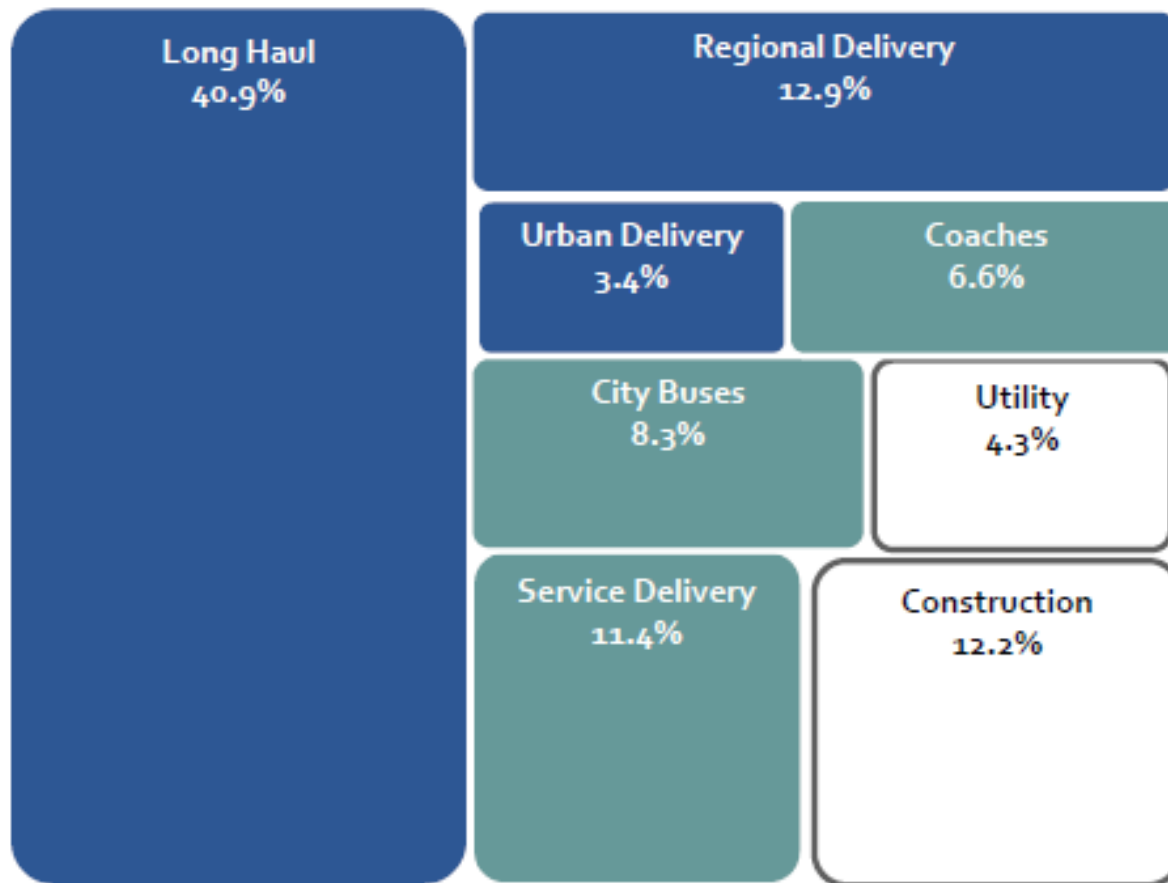 Long Haul
40.9%
Regional Delivery
12.9%
Urban Delivery
3.4%
Coaches
6.6%
City Buses
8.3%
Utility
4.3%
Service Delivery
11.4%
Construction
12.2%